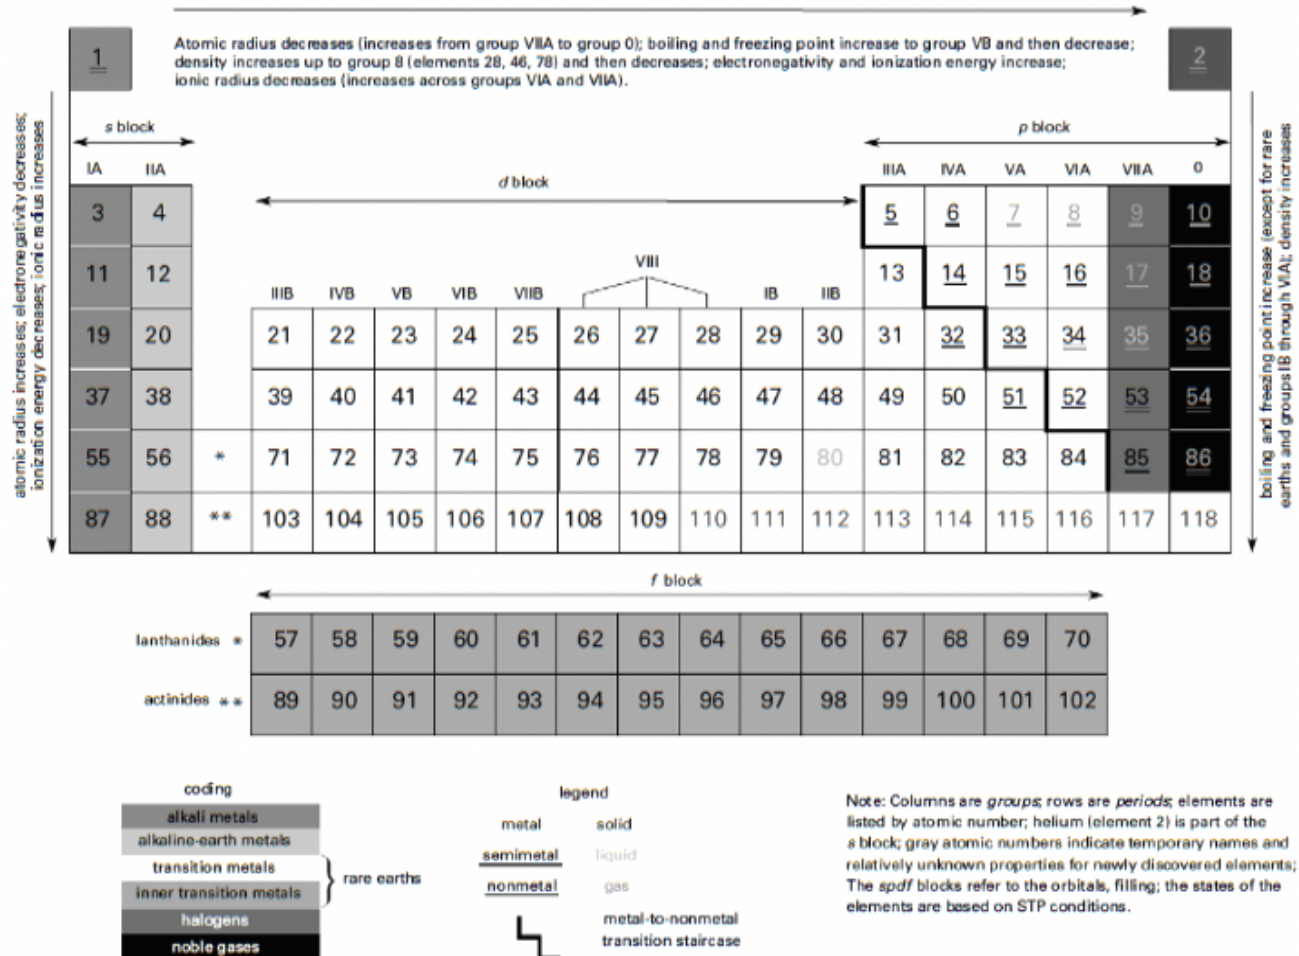 Atomic radius decreases (increases from group VIIA to group 0); boiling and freezing point increase to group VB and then decrease;
density increases up to group 8 (elements 28, 46, 78) and then decreases; electronegativity and ionization energy increase;
ionic radius decreases (increases across groups VIA and VIIA).
1
2
atomic radius increases; electronegativity decreases;
ionization energy decreases; ionic radius increases
boiling and freezing point increase (except for rare
earths and groups IB through VIA); density increases
s block
p block
IA IIA
IIIA IVA VA VIA VIIA 0
d block
3 4 5 6 7 8 9 10
VIII
11 12 13 14 15 16 17 18
IIIB IVB VB VIB VIIB IB IIB
19 20 21 22 23 24 25 26 27 28 29 30 31 32 33 34 35 36
37 38 39 40 41 42 43 44 45 46 47 48 49 50 51 52 53 54
55 56 * 71 72 73 74 75 76 77 78 79 80 81 82 83 84 85 86
87 88 ** 103 104 105 106 107 108 109 110 111 112 113 114 115 116 117 118
f block
lanthanides * 57 58 59 60 61 62 63 64 65 66 67 68 69 70
actinides ** 89 90 91 92 93 94 95 96 97 98 99 100 101 102
coding
alkali metals
alkaline-earth metals
transition metals
inner transition metals
rare earths
halogens
noble gases
legend
metal solid
semimetal liquid
nonmetal gas
metal-to-nonmetal
transition staircase
Note: Columns are groups; rows are periods; elements are
listed by atomic number; helium (element 2) is part of the
s block; gray atomic numbers indicate temporary names and
relatively unknown properties for newly discovered elements;
The spdf blocks refer to the orbitals, filling; the states of the
elements are based on STP conditions.